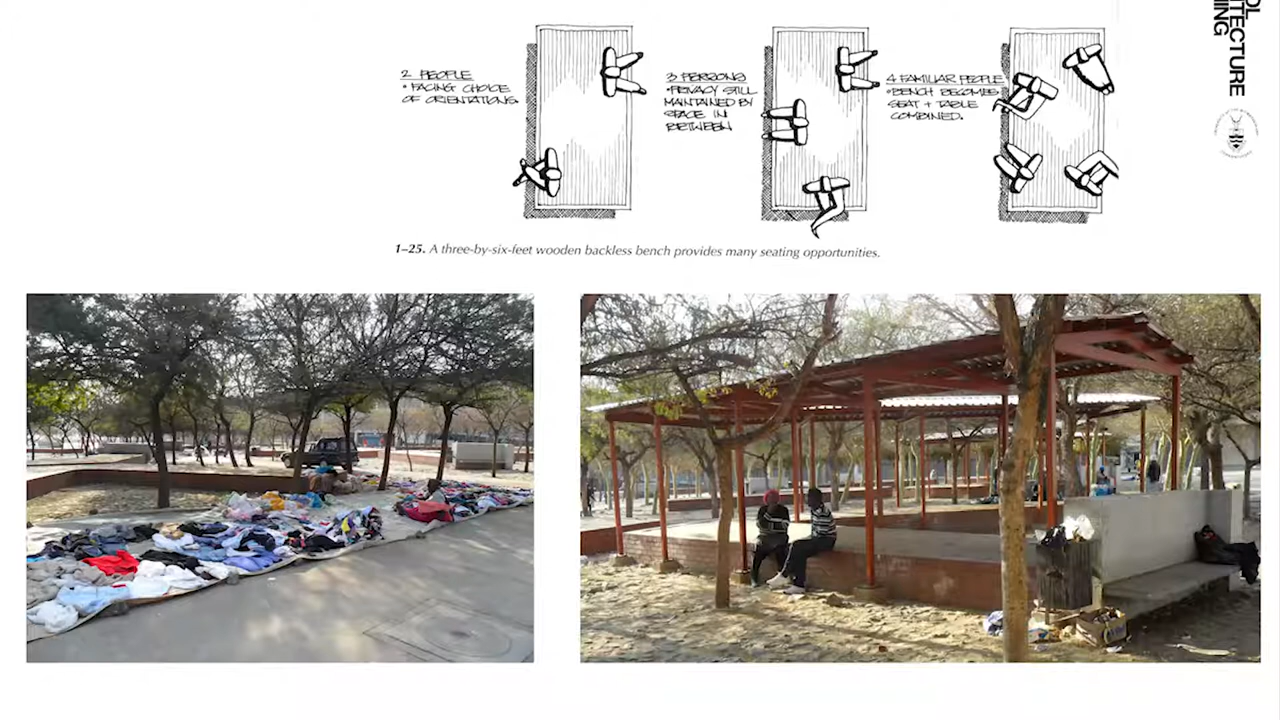 2 PEOPLE
• FACING CHOICE
OF ORIENTATIONS.
3 PERSONS
• PRIVACY STILL
MAINTAINED BY
SPACE IN
BETWEEN
4 FAMILIAR PEOPLE
• BENCH BECOMES
SEAT + TABLE
COMBINED.
1–25. A three-by-six-feet wooden backless bench provides many seating opportunities.